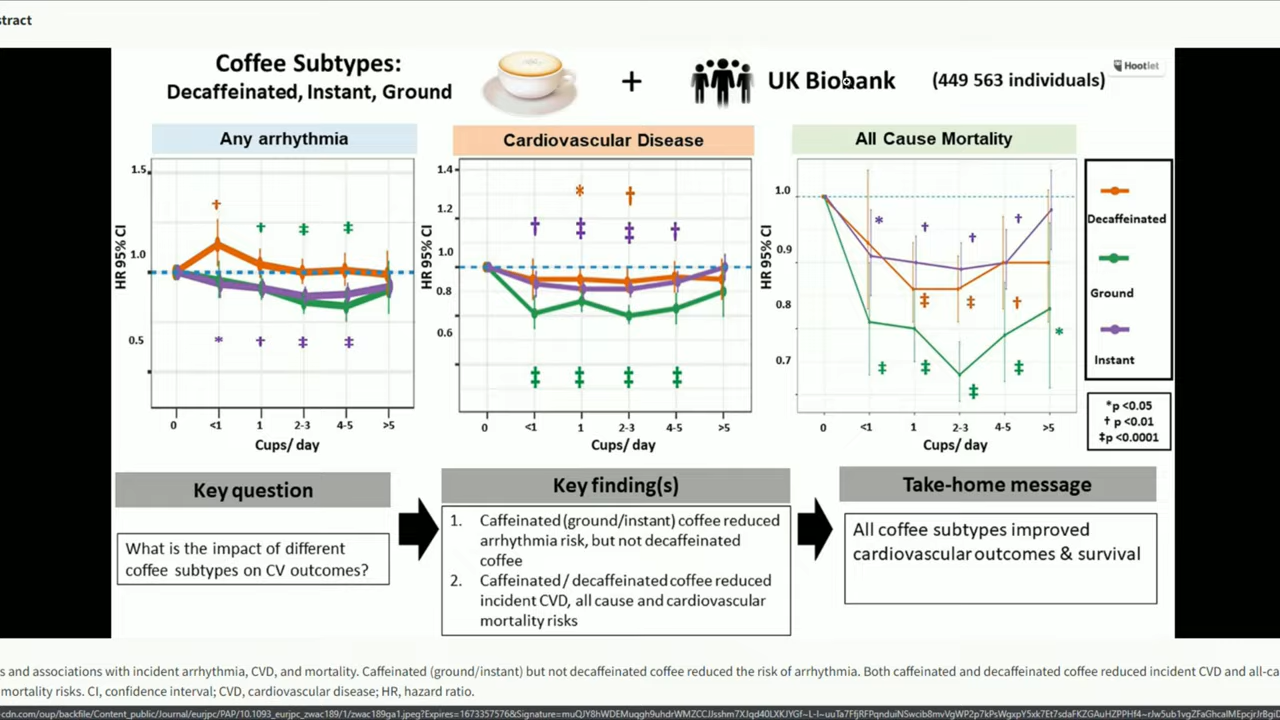 stract
Coffee Subtypes:
Decaffeinated, Instant, Ground
+
UK Biobank
(449 563 individuals)
Hootlet
Any arrhythmia
HR 95% CI
1.5
1.0
0.5
†
†
‡
‡
*
†
‡
‡
0
<1
1
2-3
4-5
>5
Cups/ day
Cardiovascular Disease
HR 95% CI
1.4
1.2
1.0
0.8
0.6
*
†
†
‡
‡
†
‡
‡
‡
‡
0
<1
1
2-3
4-5
>5
Cups/ day
All Cause Mortality
HR 95% CI
1.0
0.9
0.8
0.7
*
†
†
†
‡
‡
†
*
‡
‡
‡
‡
0
<1
1
2-3
4-5
>5
Cups/ day
Decaffeinated
Ground
Instant
*p <0.05
† p <0.01
‡p <0.0001
Key question
What is the impact of different
coffee subtypes on CV outcomes?
Key finding(s)
1. Caffeinated (ground/instant) coffee reduced
arrhythmia risk, but not decaffeinated
coffee
2. Caffeinated/ decaffeinated coffee reduced
incident CVD, all cause and cardiovascular
mortality risks
Take-home message
All coffee subtypes improved
cardiovascular outcomes & survival
s and associations with incident arrhythmia, CVD, and mortality. Caffeinated (ground/instant) but not decaffeinated coffee reduced the risk of arrhythmia. Both caffeinated and decaffeinated coffee reduced incident CVD and all-ca
mortality risks. CI, confidence interval; CVD, cardiovascular disease; HR, hazard ratio.